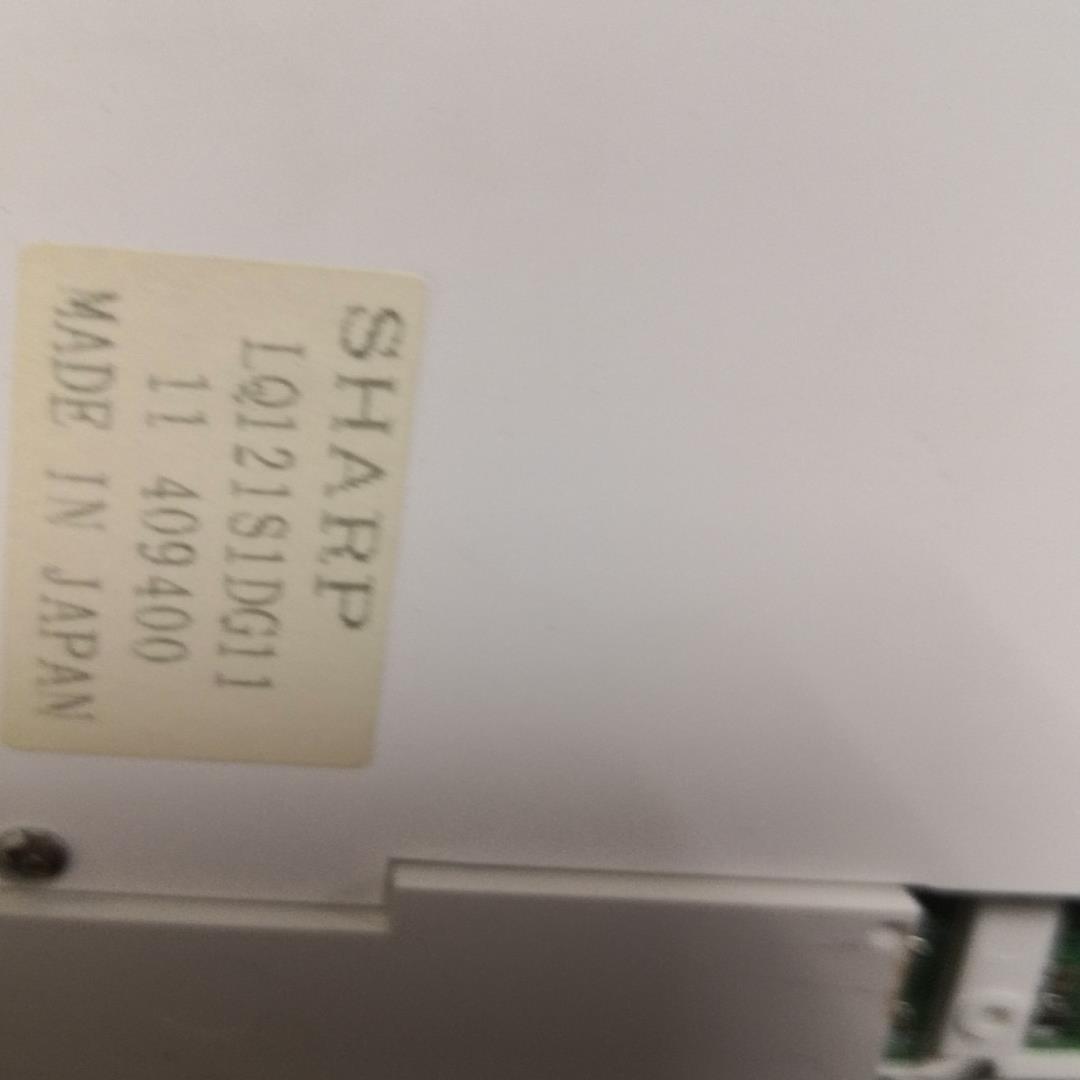 SHARP
LQ121S1DG11
11 409400
MADE IN JAPAN